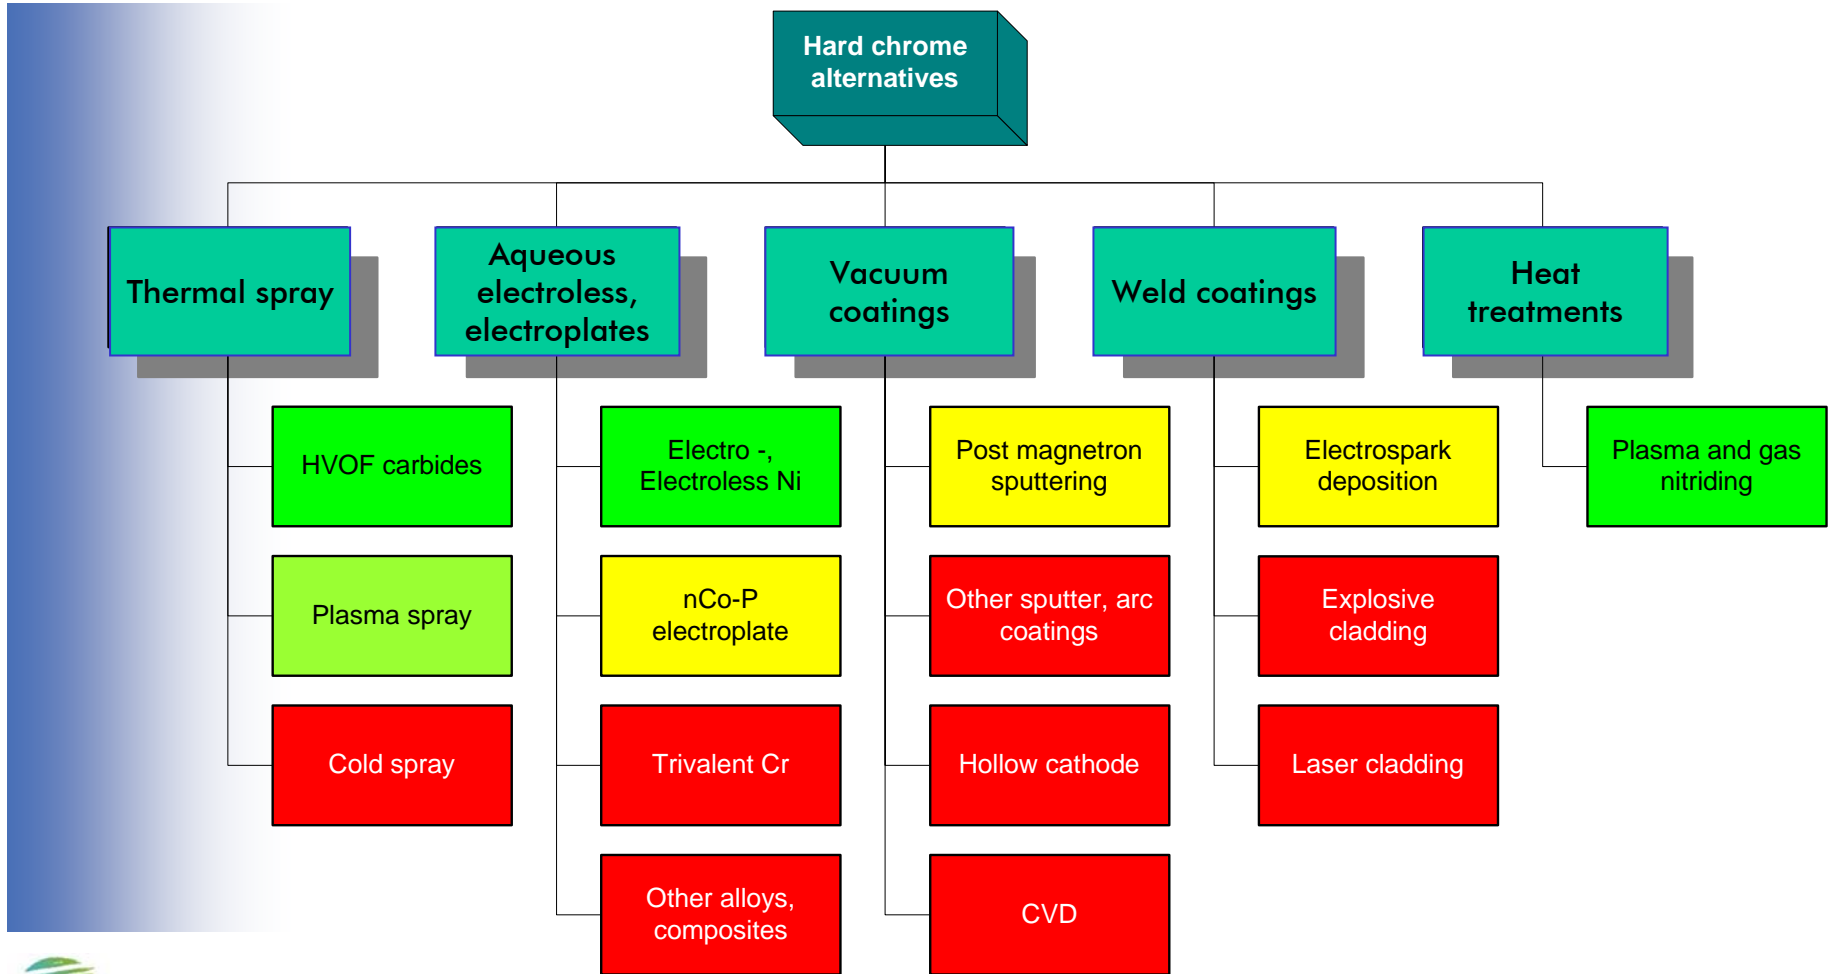 Hard chrome
alternatives
Thermal spray
Aqueous
electroless,
electroplates
Vacuum
coatings
Weld coatings
Heat
treatments
HVOF carbides
Electro -,
Electroless Ni
Post magnetron
sputtering
Electrospark
deposition
Plasma and gas
nitriding
Plasma spray
nCo-P
electroplate
Other sputter, arc
coatings
Explosive
cladding
Cold spray
Trivalent Cr
Hollow cathode
Laser cladding
Other alloys,
composites
CVD